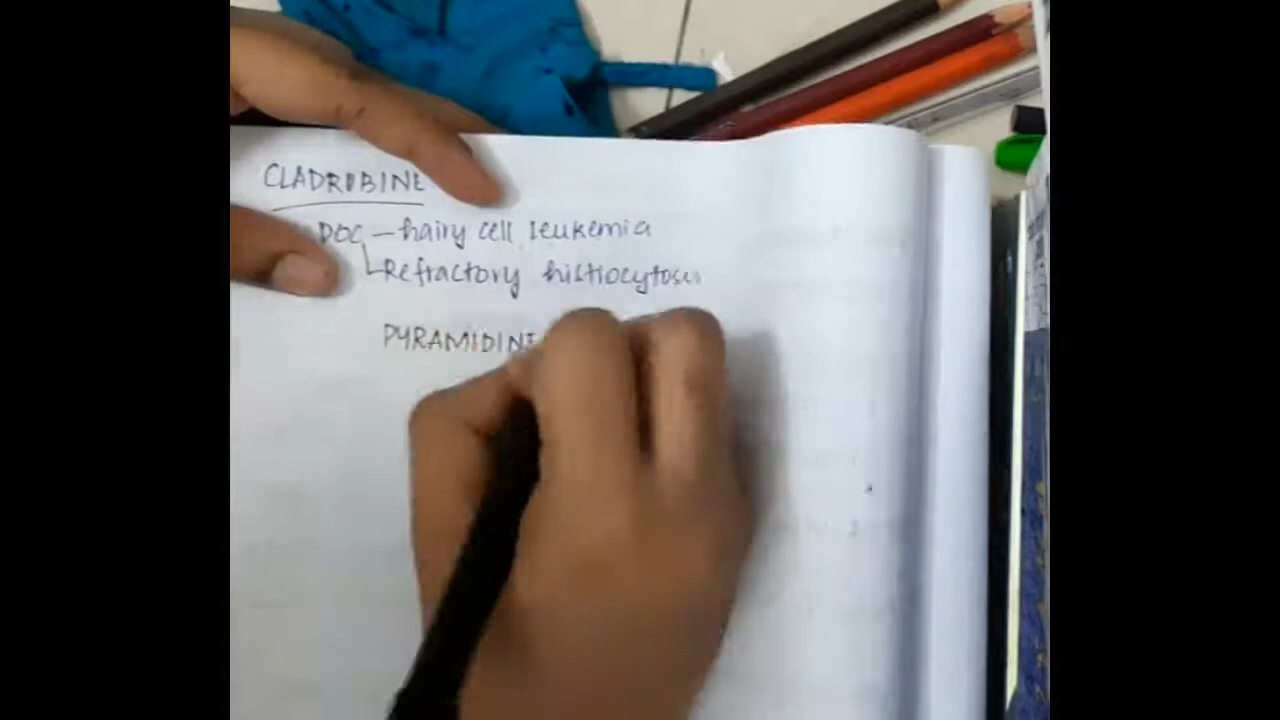 CLADRIBINE
DOC – hairy cell leukemia
Refractory histiocytosis
PYRAMIDINE